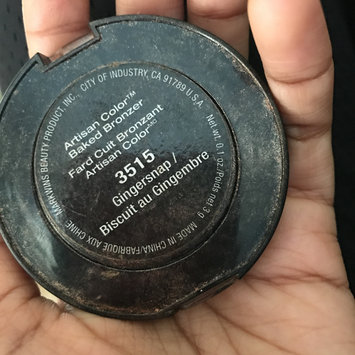 Artisan Color™
Baked Bronzer
Fard Cuit Bronzant
Artisan Color
3515
Gingersnap /
Biscuit au Gingembre
MARKWINS BEAUTY PRODUCT, INC., CITY OF INDUSTRY, CA 91789 U.S.A.
Net wt. 0.1 oz/Poids net 3 g
MADE IN CHINA/FABRIQUÉ AUX CHINE